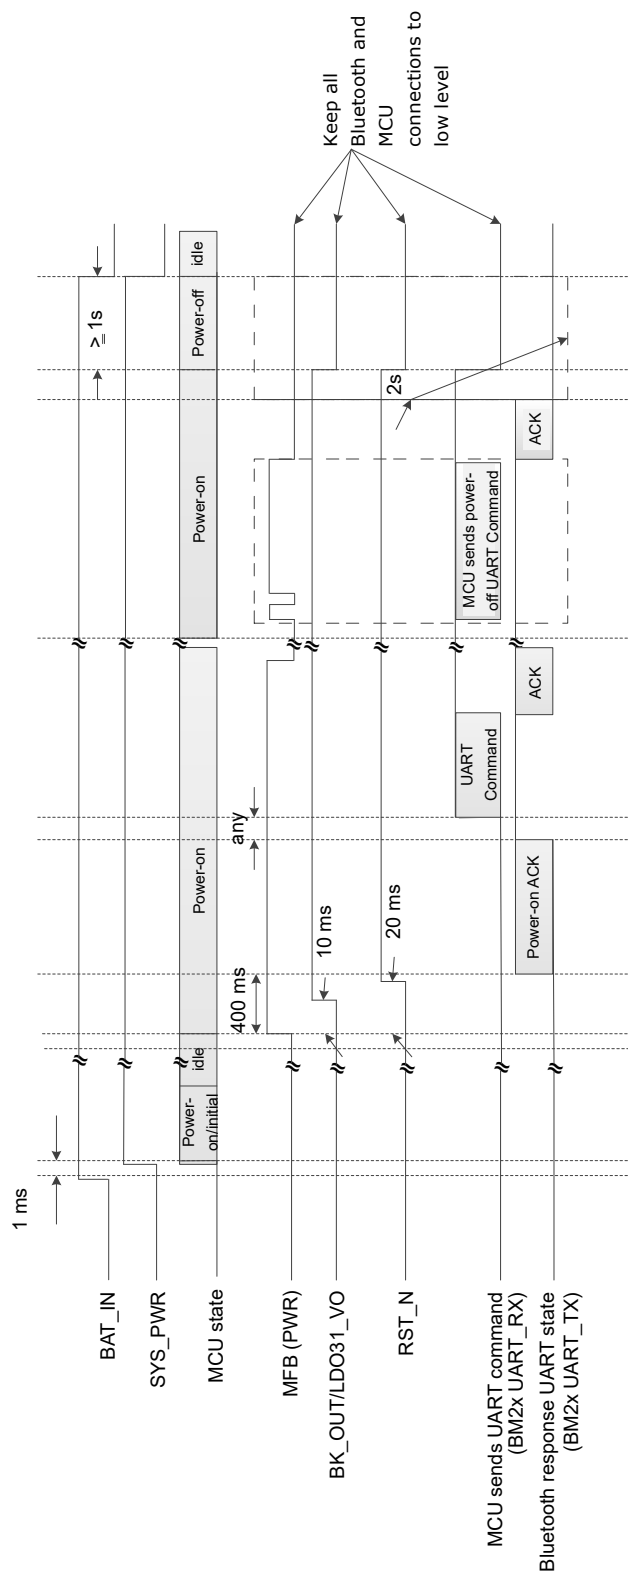 1 ms
400 ms
any
≥ 1s
BAT_IN
SYS_PWR
MCU state
Power-
on/initial
idle
Power-on
Power-on
Power-off
idle
MFB (PWR)
BK_OUT/LDO31_VO
10 ms
RST_N
20 ms
2s
Keep all
Bluetooth and
MCU
connections to
low level
MCU sends UART command
(BM2x UART_RX)
UART
Command
MCU sends power-
off UART Command
Bluetooth response UART state
(BM2x UART_TX)
Power-on ACK
ACK
ACK